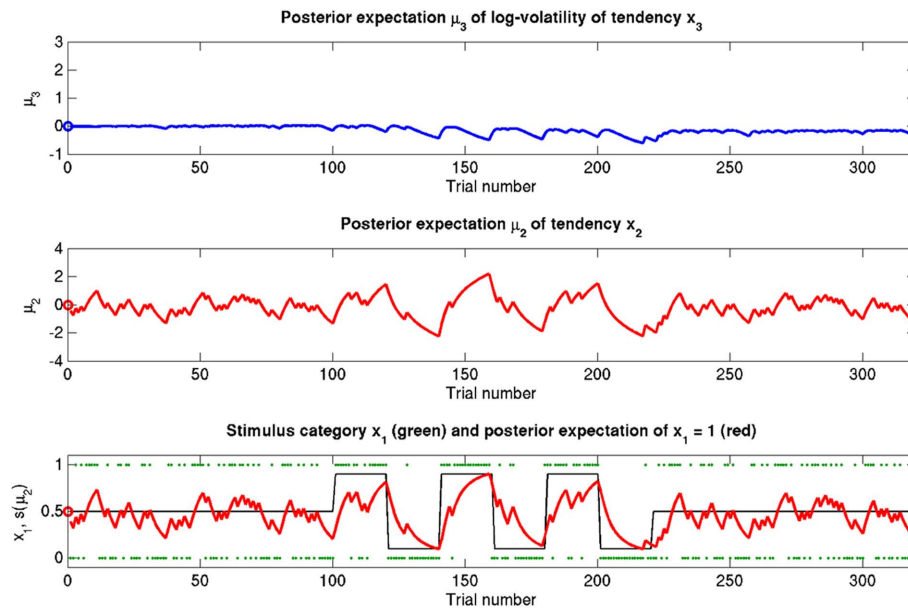 Posterior expectation μ3 of log-volatility of tendency x3
3
2
1
0
-1
μ3
0 50 100 150 200 250 300
Trial number
Posterior expectation μ2 of tendency x2
4
2
0
-2
-4
μ2
0 50 100 150 200 250 300
Trial number
Stimulus category x1 (green) and posterior expectation of x1 = 1 (red)
1
0.5
0
x1, s(μ2)
0 50 100 150 200 250 300
Trial number